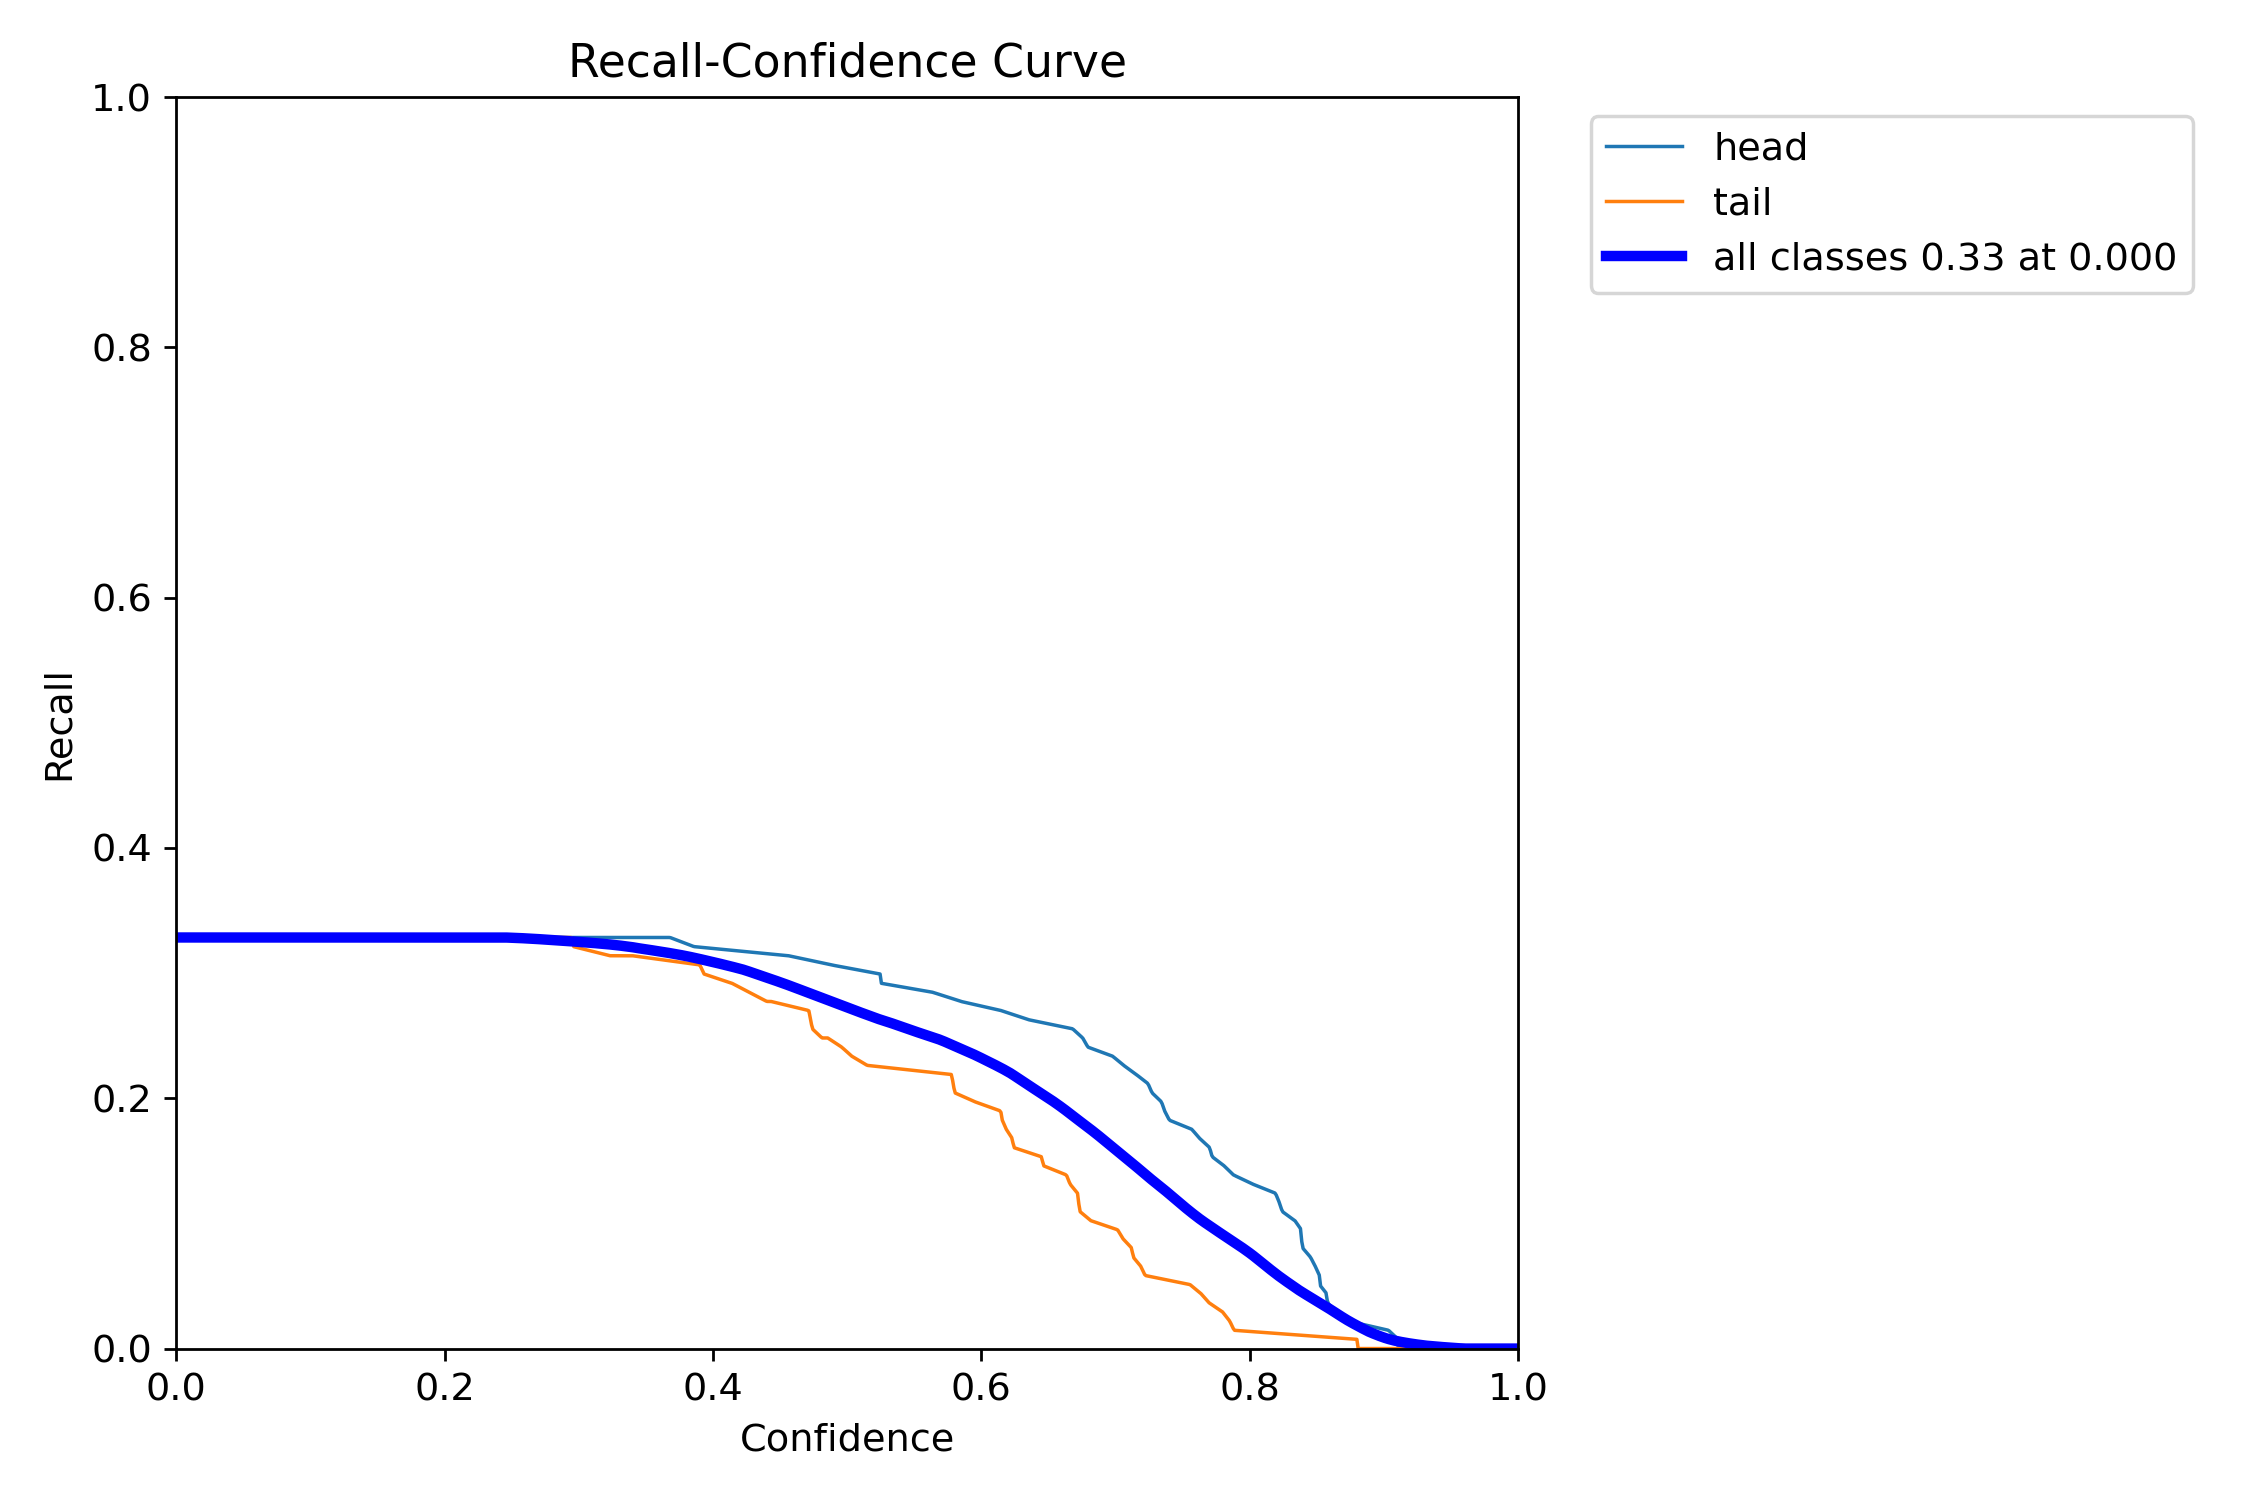 Recall-Confidence Curve
1.0
0.8
0.6
0.4
0.2
0.0
Recall
0.0 0.2 0.4 0.6 0.8 1.0
Confidence
head
tail
all classes 0.33 at 0.000